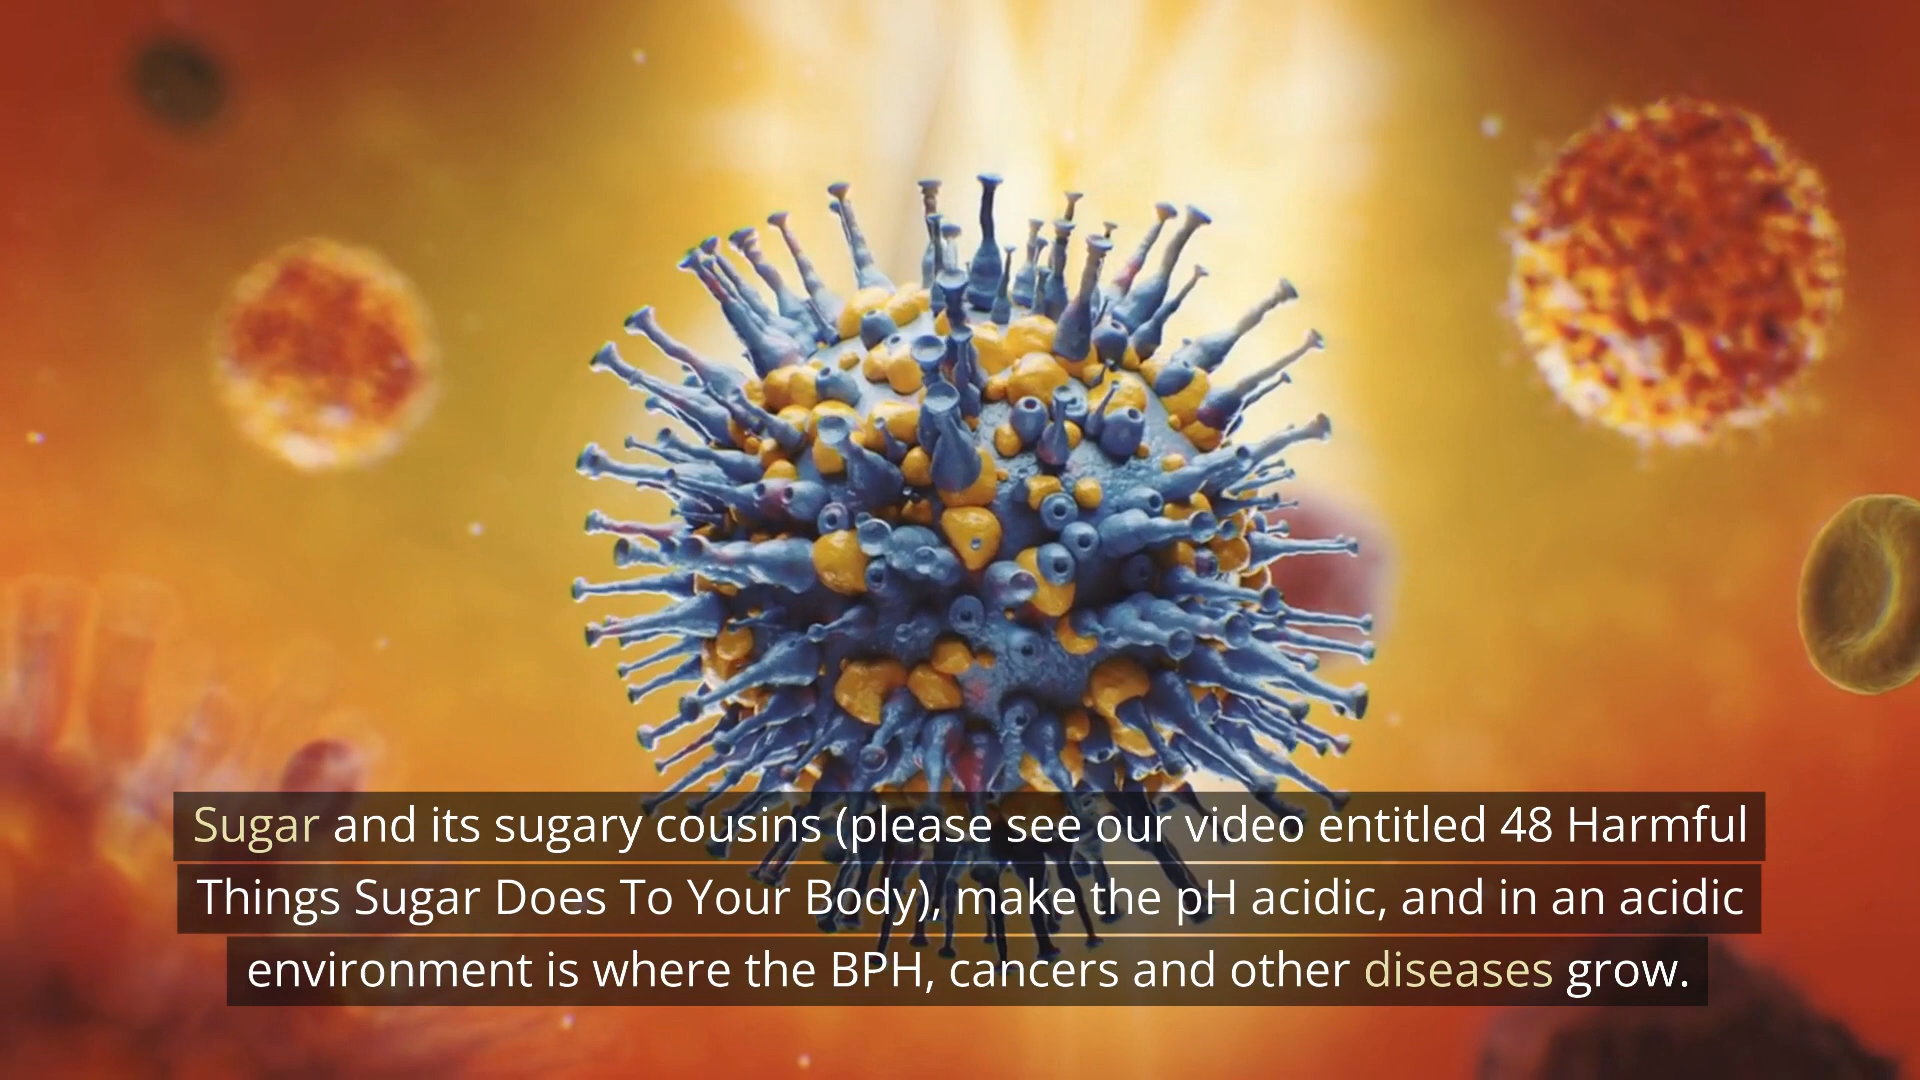 Sugar and its sugary cousins (please see our video entitled 48 Harmful
Things Sugar Does To Your Body), make the pH acidic, and in an acidic
environment is where the BPH, cancers and other diseases grow.